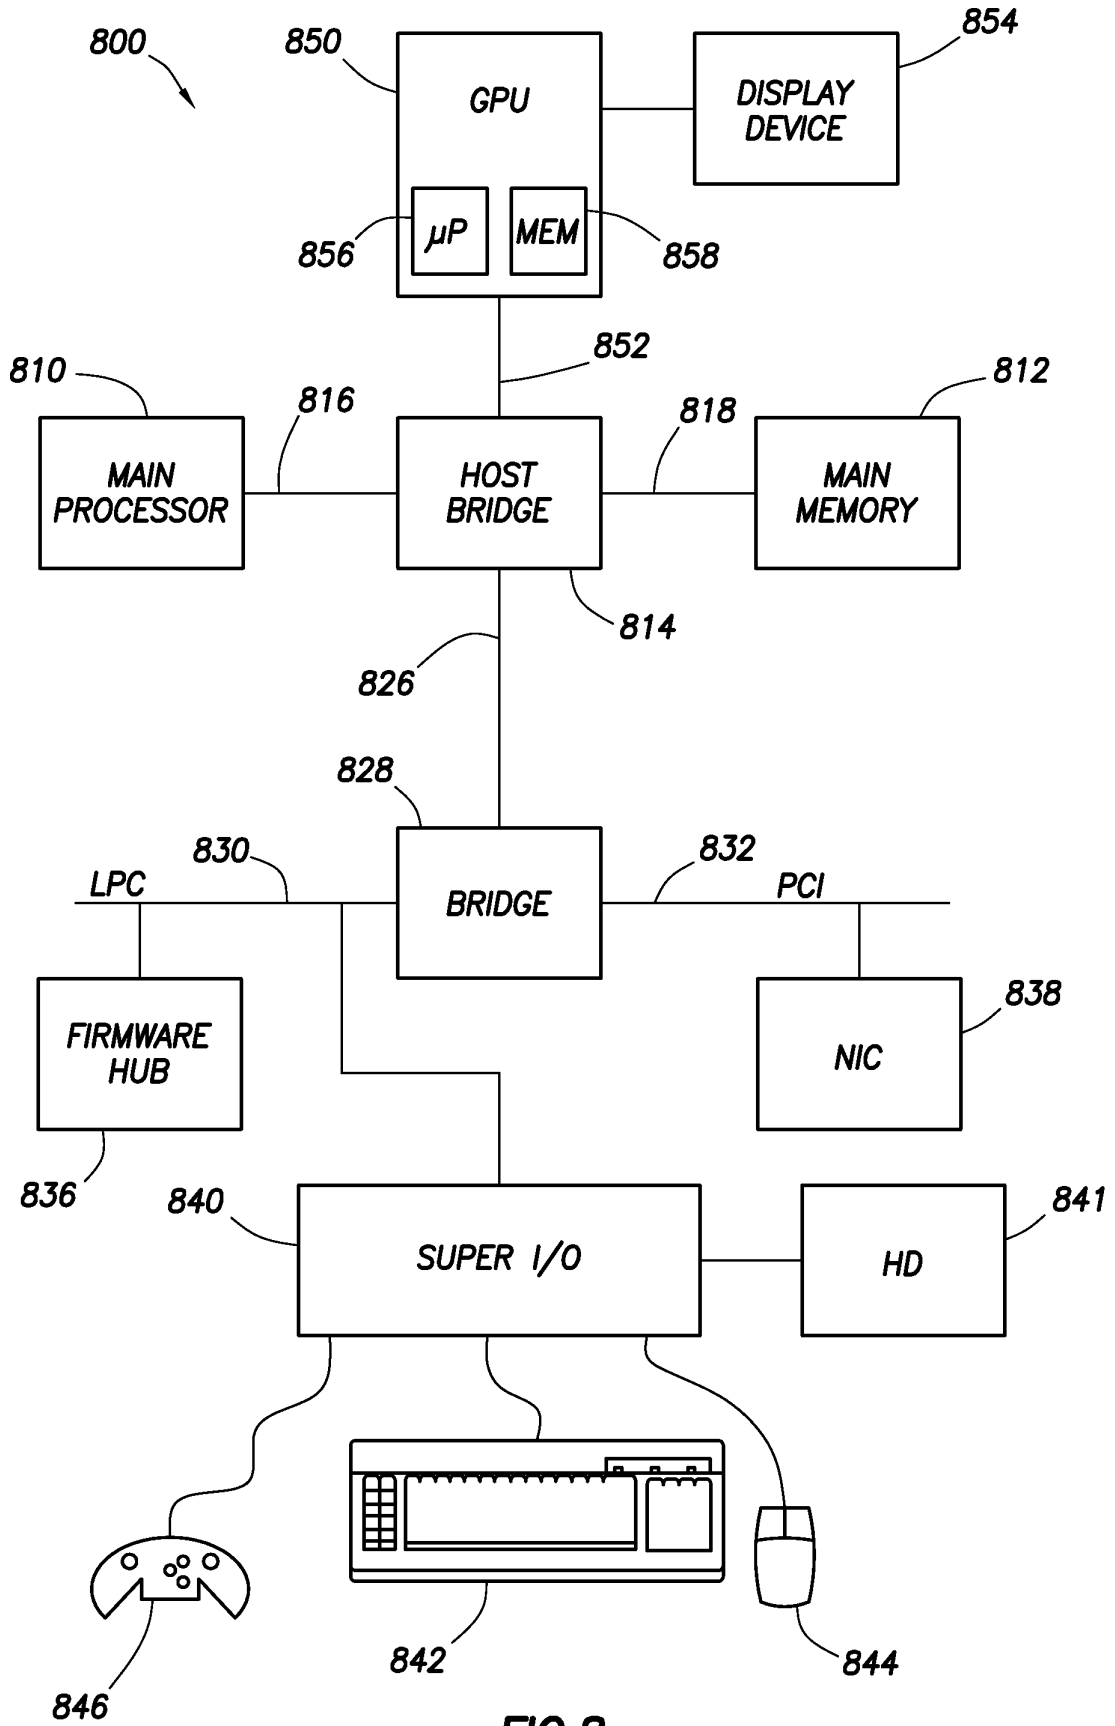 800
850
854
GPU
DISPLAY
DEVICE
856
µP
MEM
858
852
810
816
818
812
MAIN
PROCESSOR
HOST
BRIDGE
MAIN
MEMORY
814
826
828
830
832
LPC
PCI
BRIDGE
FIRMWARE
HUB
838
NIC
836
840
841
SUPER I/O
HD
842
844
846